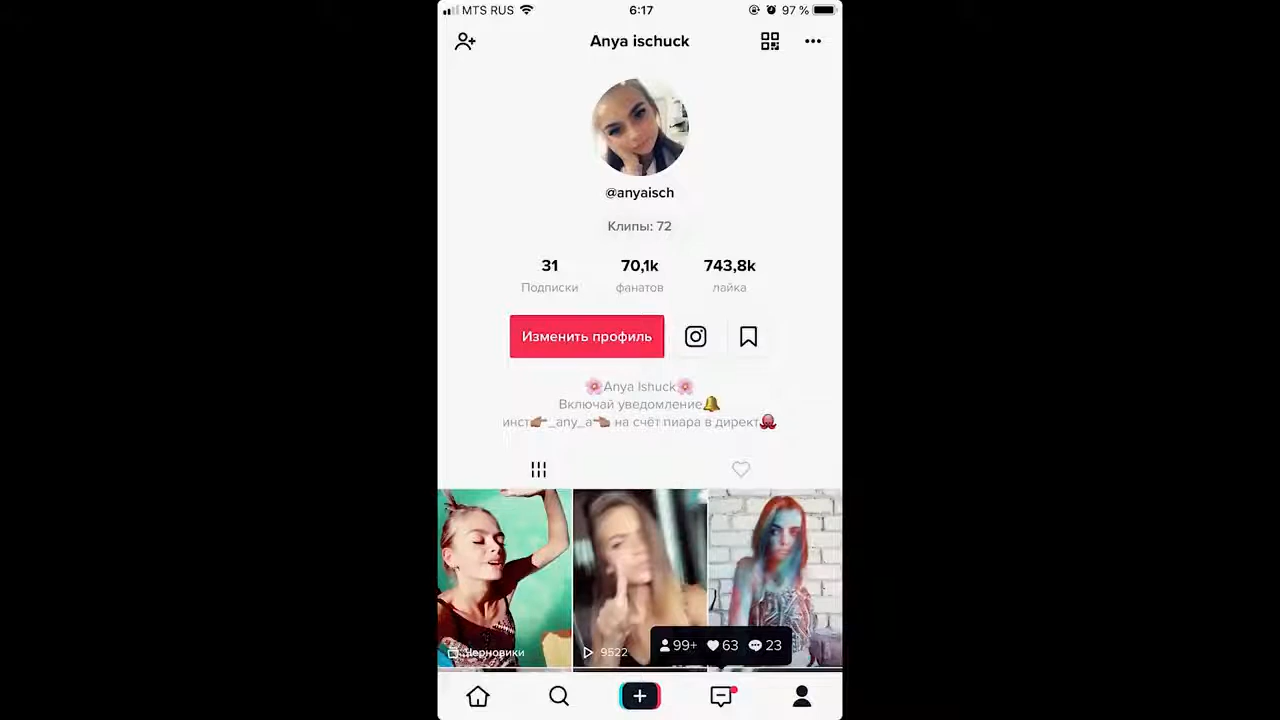 MTS RUS 6:17 97 %
Anya ischuck
@anyaisch
Клипы: 72
31 70,1k 743,8k
Подписки фанатов лайка
Изменить профиль
🌸Anya Ishuck🌸
Включай уведомление🔔
инст👉_any_a👈 на счёт пиара в директ🐙
Черновики 9522
99+ 63 23